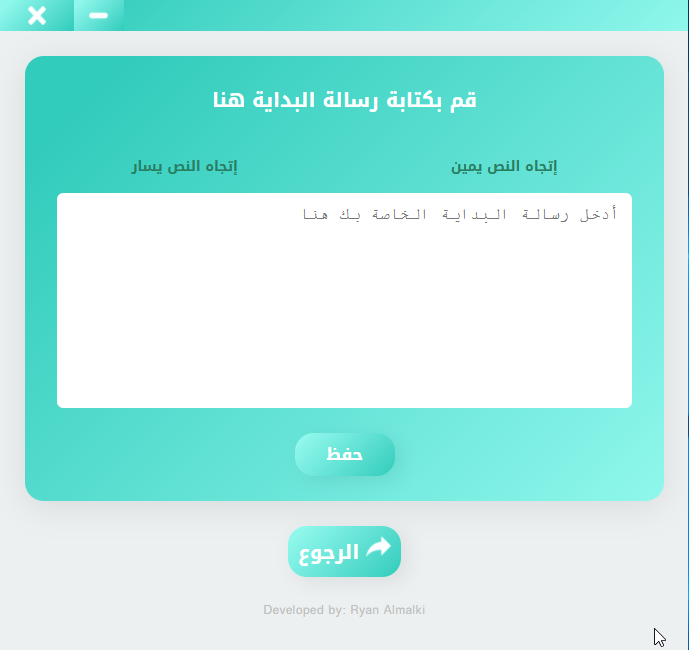 قم بكتابة رسالة البداية هنا
إتجاه النص يمين
إتجاه النص يسار
أدخل رسالة البداية الخاصة بك هنا
حفظ
الرجوع
Developed by: Ryan Almalki